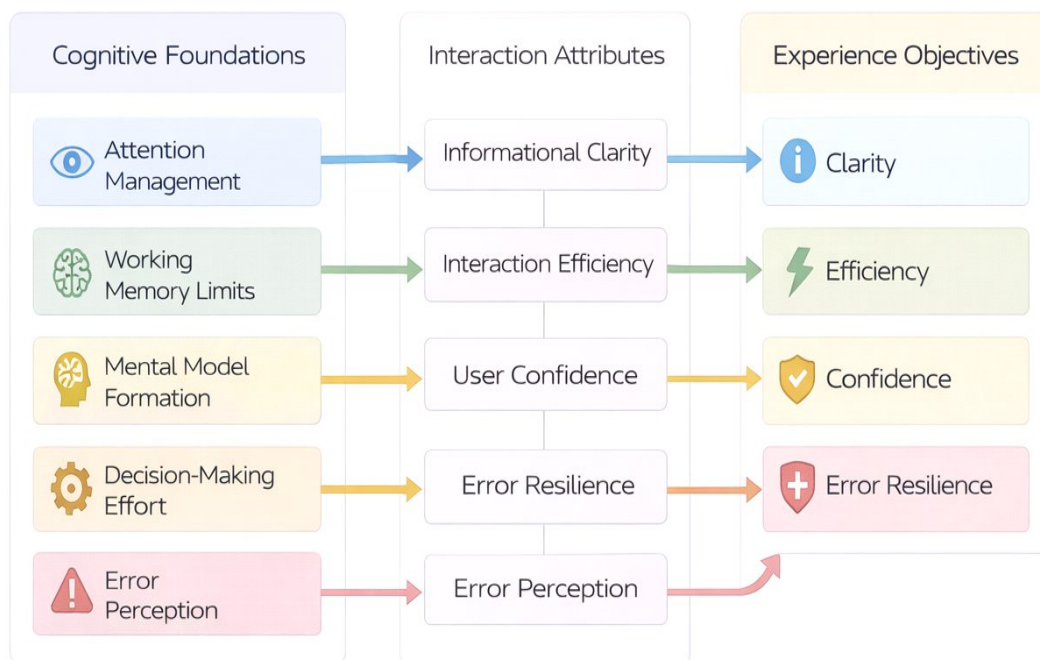 Cognitive Foundations
Interaction Attributes
Experience Objectives
Attention
Management
Informational Clarity
Clarity
Working
Memory Limits
Interaction Efficiency
Efficiency
Mental Model
Formation
User Confidence
Confidence
Decision-Making
Effort
Error Resilience
Error Resilience
Error
Perception
Error Perception